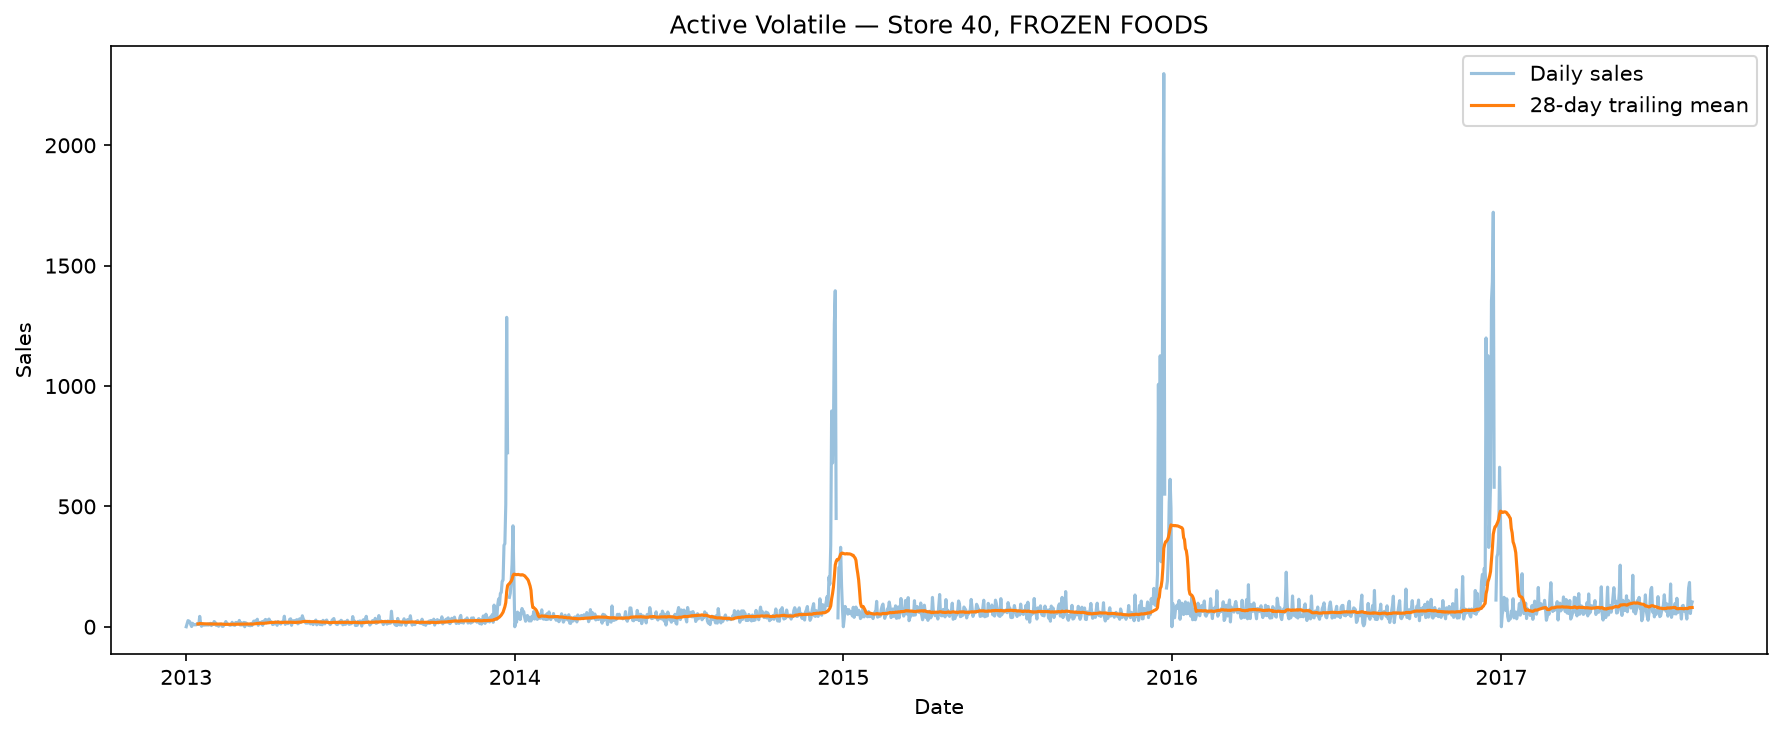 Active Volatile — Store 40, FROZEN FOODS
Daily sales
28-day trailing mean
2000
1500
1000
500
0
Sales
2013
2014
2015
2016
2017
Date